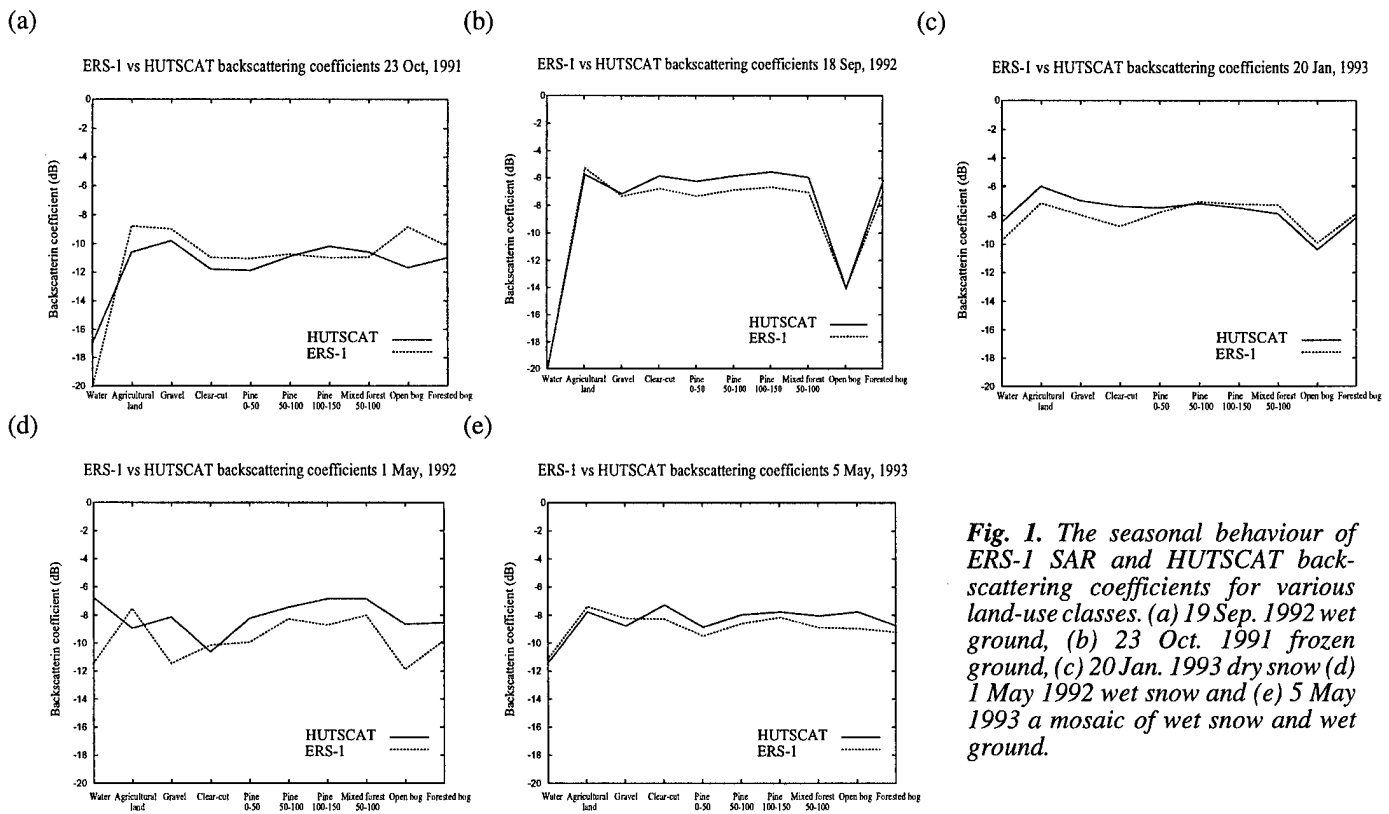 (a)
ERS-1 vs HUTSCAT backscattering coefficients 23 Oct, 1991
Backscatterin coefficient (dB)
0
-2
-4
-6
-8
-10
-12
-14
-16
-18
-20
HUTSCAT
ERS-1
Water Agricultural Gravel Clear-cut Pine Pine Pine Mixed forest Open bog Forested bog
land 0-50 50-100 100-150 50-100
(b)
ERS-1 vs HUTSCAT backscattering coefficients 18 Sep, 1992
Backscatterin coefficient (dB)
0
-2
-4
-6
-8
-10
-12
-14
-16
-18
-20
HUTSCAT
ERS-1
Water Agricultural Gravel Clear-cut Pine Pine Pine Mixed forest Open bog Forested bog
land 0-50 50-100 100-150 50-100
(c)
ERS-1 vs HUTSCAT backscattering coefficients 20 Jan, 1993
Backscatterin coefficient (dB)
0
-2
-4
-6
-8
-10
-12
-14
-16
-18
-20
HUTSCAT
ERS-1
Water Agricultural Gravel Clear-cut Pine Pine Pine Mixed forest Open bog Forested bog
land 0-50 50-100 100-150 50-100
(d)
ERS-1 vs HUTSCAT backscattering coefficients 1 May, 1992
Backscatterin coefficient (dB)
0
-2
-4
-6
-8
-10
-12
-14
-16
-18
-20
HUTSCAT
ERS-1
Water Agricultural Gravel Clear-cut Pine Pine Pine Mixed forest Open bog Forested bog
land 0-50 50-100 100-150 50-100
(e)
ERS-1 vs HUTSCAT backscattering coefficients 5 May, 1993
Backscatterin coefficient (dB)
0
-2
-4
-6
-8
-10
-12
-14
-16
-18
-20
HUTSCAT
ERS-1
Water Agricultural Gravel Clear-cut Pine Pine Pine Mixed forest Open bog Forested bog
land 0-50 50-100 100-150 50-100
Fig. 1. The seasonal behaviour of
ERS-1 SAR and HUTSCAT back-
scattering coefficients for various
land-use classes. (a) 19 Sep. 1992 wet
ground, (b) 23 Oct. 1991 frozen
ground, (c) 20 Jan. 1993 dry snow (d)
1 May 1992 wet snow and (e) 5 May
1993 a mosaic of wet snow and wet
ground.